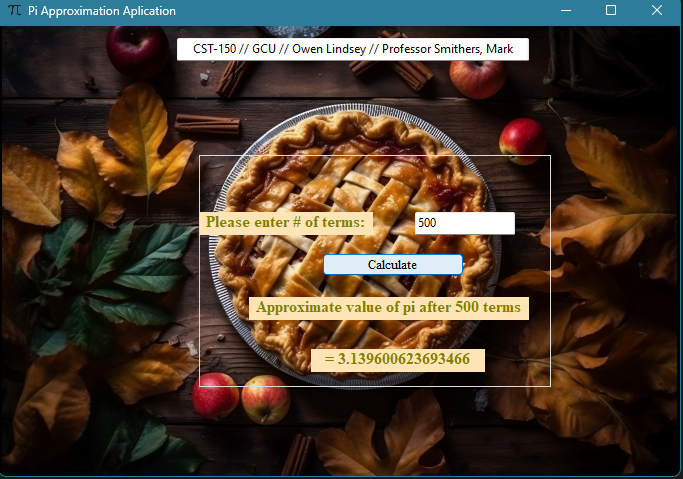 Pi Approximation Aplication
CST-150 // GCU // Owen Lindsey // Professor Smithers, Mark
Please enter # of terms:
500
Calculate
Approximate value of pi after 500 terms
= 3.139600623693466